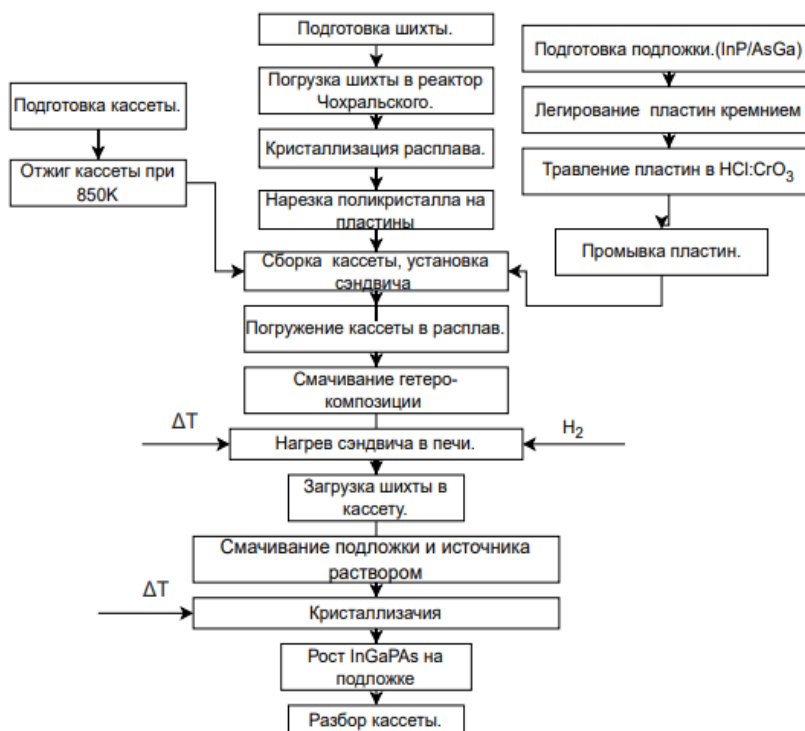 Подготовка шихты.
Погрузка шихты в реактор
Чохральского.
Кристаллизация расплава.
Нарезка поликристалла на
пластины
Подготовка кассеты.
Отжиг кассеты при
850K
Подготовка подложки.(InP/AsGa)
Легирование пластин кремнием
Травление пластин в HCl:CrO₃
Промывка пластин.
Сборка кассеты, установка
сэндвича
Погружение кассеты в расплав.
Смачивание гетеро-
композиции
ΔT
Нагрев сэндвича в печи.
H₂
Загрузка шихты в
кассету.
Смачивание подложки и источника
раствором
ΔT
Кристаллизачия
Рост InGaPAs на
подложке
Разбор кассеты.